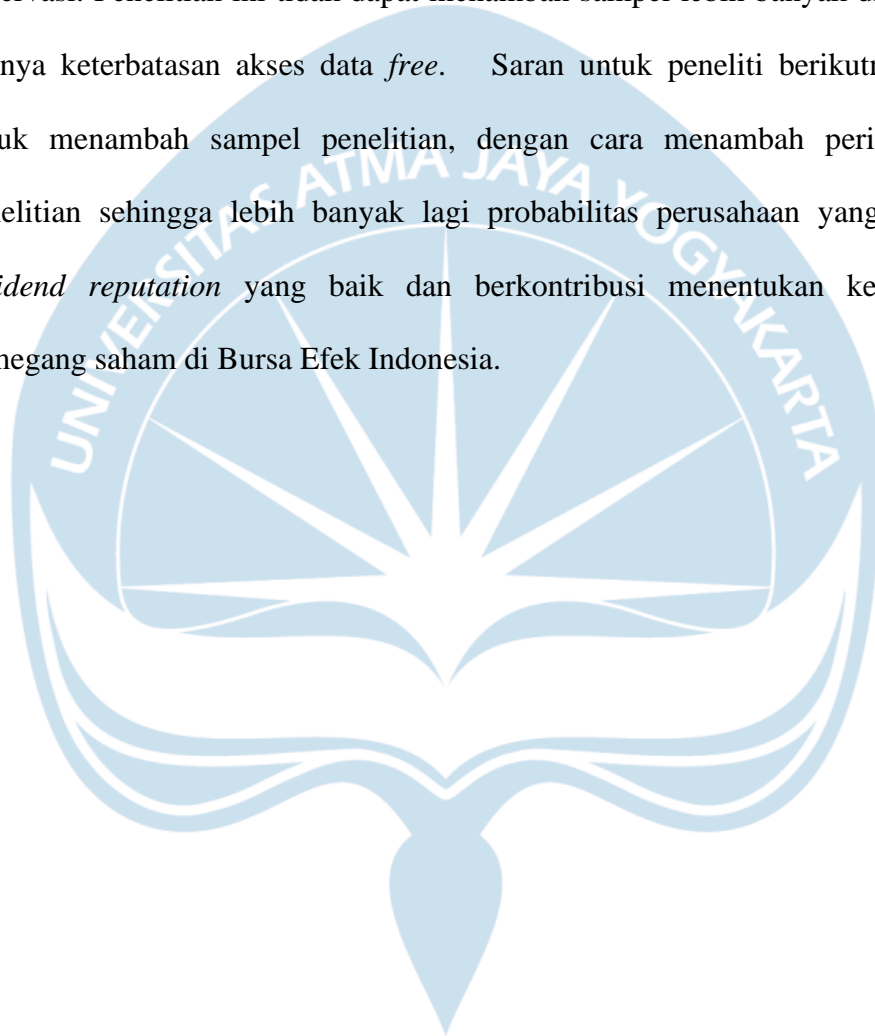 ervasi. Penelitian ini tidak dapat menambah sampel lebih banyak
nya keterbatasan akses data free. Saran untuk peneliti berikutn
uk menambah sampel penelitian, dengan cara menambah peri
elitian sehingga lebih banyak lagi probabilitas perusahaan yang
idend reputation yang baik dan berkontribusi menentukan ke
negang saham di Bursa Efek Indonesia.
UNIVERSITAS ATMA JAYA YOGYAKARTA